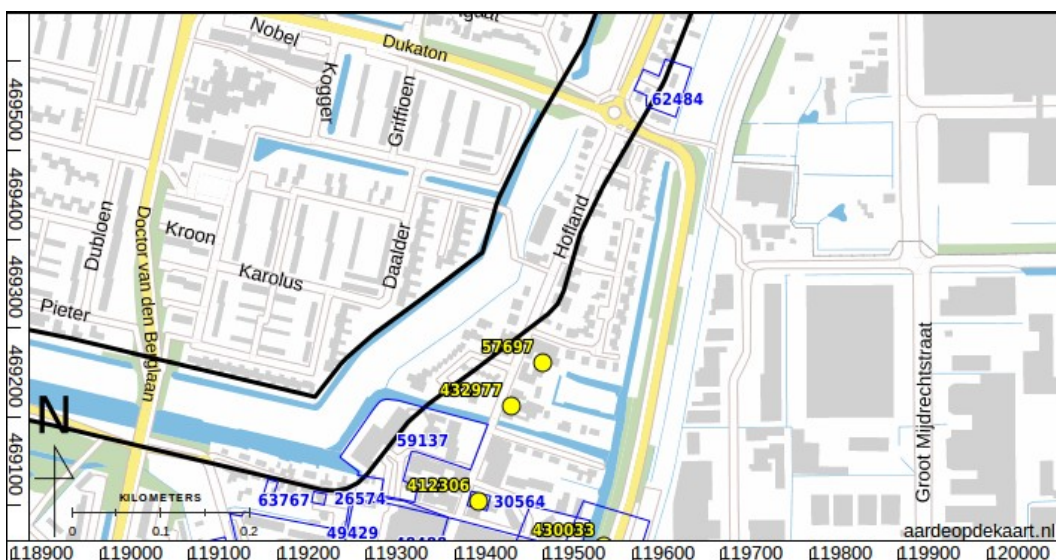 Nobel
Dukaton
Kogger
Griffioen
62484
469500
469400
469300
469200
469100
Dubloen
Kroon
Karolus
Daalder
Hofland
Pieter
Doctor van den Berglaan
Groot Mijdrechtstraat
57697
432977
59137
412306
30564
63767
26574
49429
430033
N
KILOMETERS
0 0.1 0.2
aardeopdekaart.nl
118900 119000 119100 119200 119300 119400 119500 119600 119700 119800 119900 120000